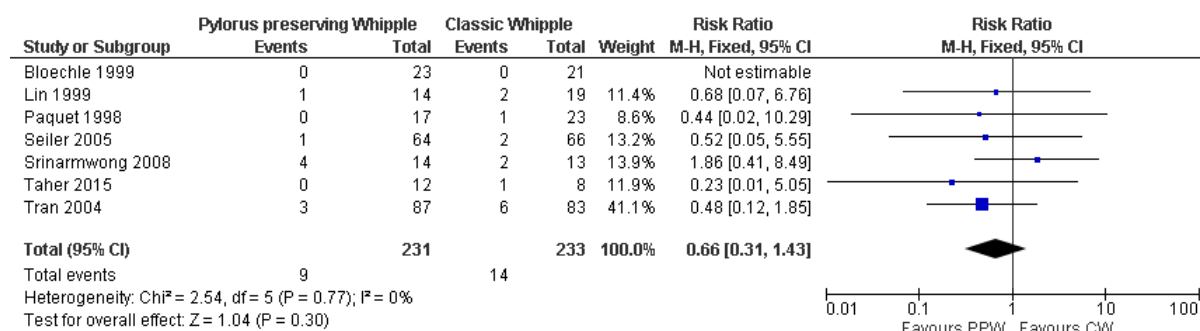 Pylorus preserving Whipple Classic Whipple Risk Ratio Risk Ratio
Study or Subgroup Events Total Events Total Weight M-H, Fixed, 95% CI M-H, Fixed, 95% CI
Bloechle 1999 0 23 0 21 Not estimable
Lin 1999 1 14 2 19 11.4% 0.68 [0.07, 6.76]
Paquet 1998 0 17 1 23 8.6% 0.44 [0.02, 10.29]
Seiler 2005 1 64 2 66 13.2% 0.52 [0.05, 5.55]
Srinarmwong 2008 4 14 2 13 13.9% 1.86 [0.41, 8.49]
Taher 2015 0 12 1 8 11.9% 0.23 [0.01, 5.05]
Tran 2004 3 87 6 83 41.1% 0.48 [0.12, 1.85]
Total (95% CI) 231 233 100.0% 0.66 [0.31, 1.43]
Total events 9 14
Heterogeneity: Chi² = 2.54, df = 5 (P = 0.77); I² = 0%
Test for overall effect: Z = 1.04 (P = 0.30)
0.01 0.1 1 10 100
Favours PPW Favours CW